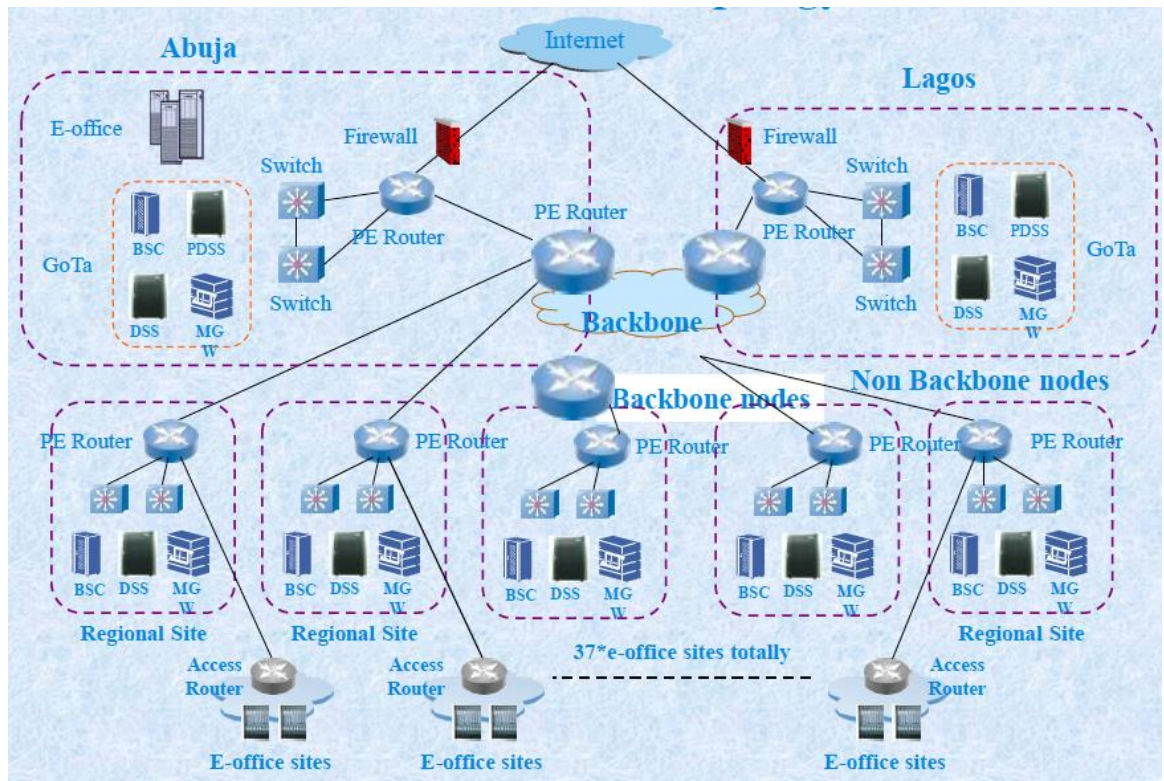 Internet
Abuja
Lagos
E-office
Firewall
Firewall
Switch
Switch
BSC
PDSS
PE Router
PE Router
PE Router
BSC
PDSS
GoTa
GoTa
Switch
Switch
DSS
MG
W
Backbone
DSS
MG
W
Backbone nodes
Non Backbone nodes
PE Router
PE Router
PE Router
PE Router
PE Router
BSC
DSS
MG
W
BSC
DSS
MG
W
BSC
DSS
MG
W
BSC
DSS
MG
W
BSC
DSS
MG
W
Regional Site
Regional Site
Regional Site
37*e-office sites totally
Access
Router
Access
Router
Access
Router
E-office sites
E-office sites
E-office sites